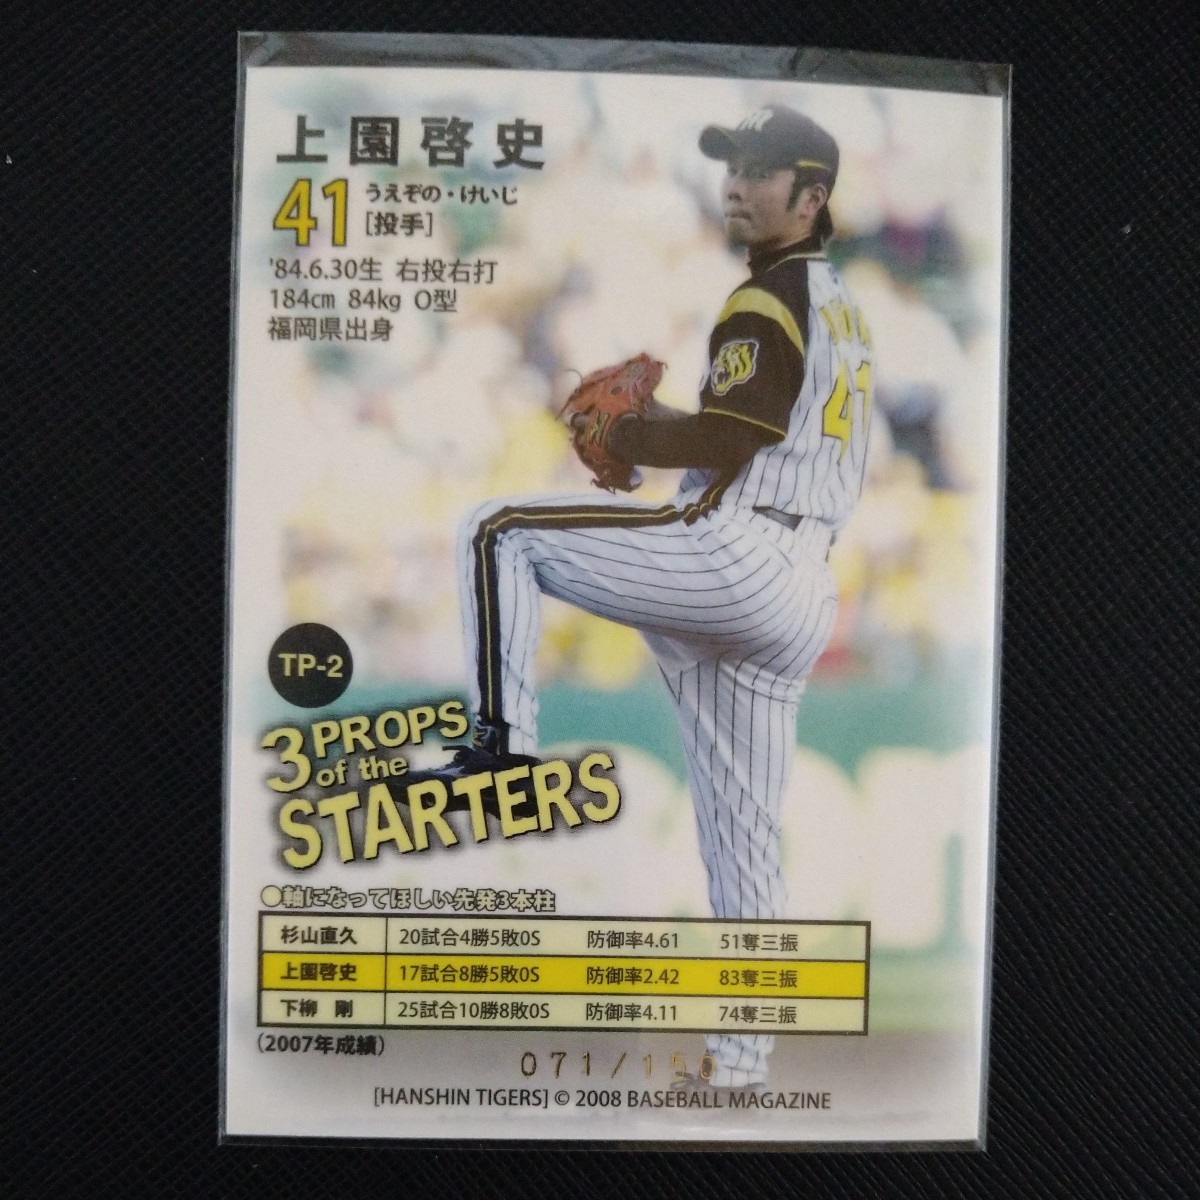 上園啓史
41
うえぞの・けいじ
[投手]
'84.6.30生 右投右打
184cm 84kg O型
福岡県出身
41
TP-2
3 PROPS
of the
STARTERS
●軸になってほしい先発3本柱
杉山直久 20試合4勝5敗0S 防御率4.61 51奪三振
上園啓史 17試合8勝5敗0S 防御率2.42 83奪三振
下柳 剛 25試合10勝8敗0S 防御率4.11 74奪三振
(2007年成績)
071/150
[HANSHIN TIGERS] © 2008 BASEBALL MAGAZINE